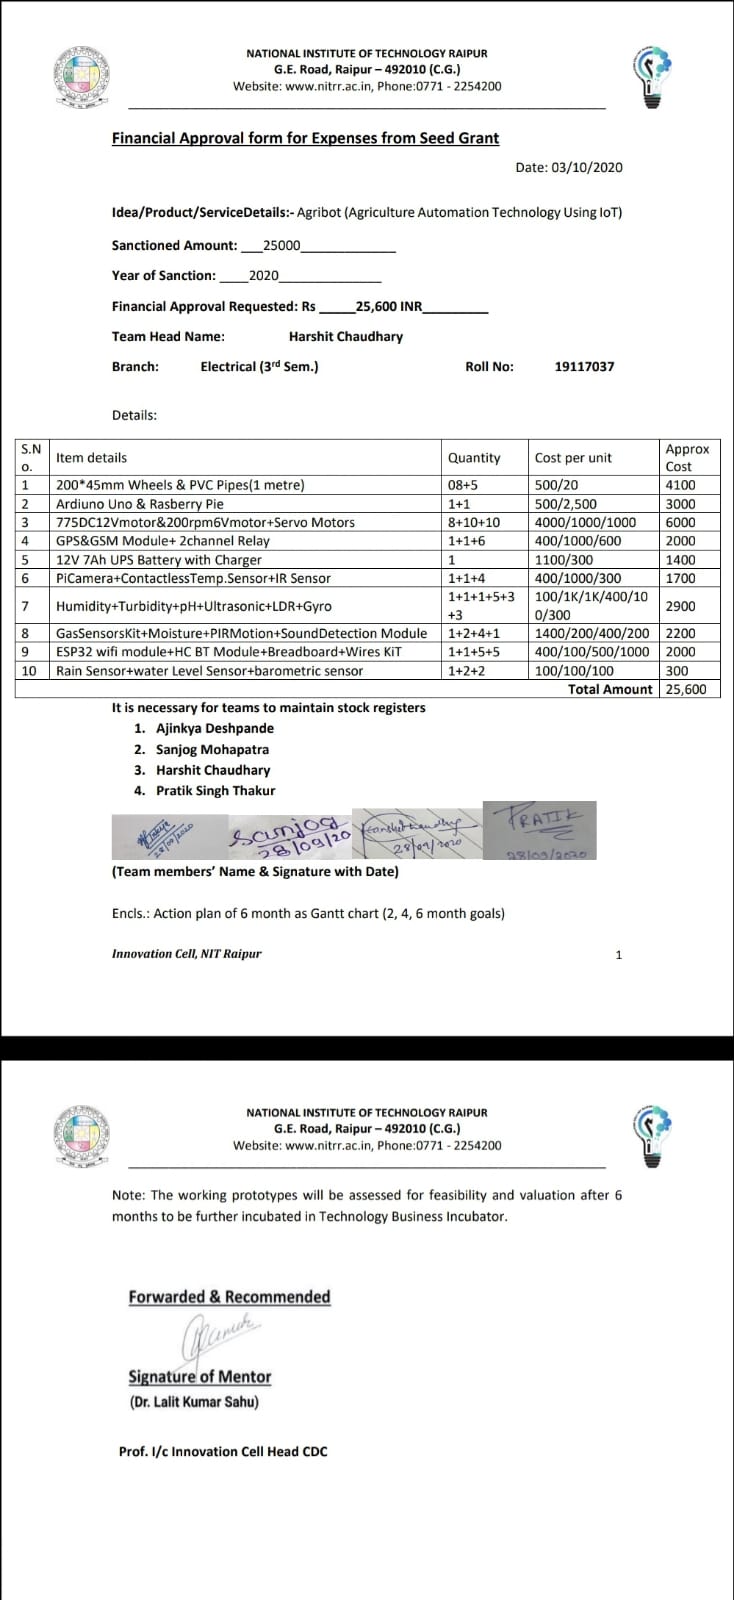 NATIONAL INSTITUTE OF TECHNOLOGY RAIPUR
G.E. Road, Raipur – 492010 (C.G.)
Website: www.nitrr.ac.in, Phone:0771 - 2254200
Financial Approval form for Expenses from Seed Grant
Date: 03/10/2020
Idea/Product/ServiceDetails:- Agribot (Agriculture Automation Technology Using IoT)
Sanctioned Amount: ___25000_____________
Year of Sanction: ____2020______________
Financial Approval Requested: Rs _____25,600 INR_________
Team Head Name: Harshit Chaudhary
Branch: Electrical (3rd Sem.) Roll No: 19117037
Details:
S.No. Item details Quantity Cost per unit Approx Cost
1 200*45mm Wheels & PVC Pipes(1 metre) 08+5 500/20 4100
2 Ardiuno Uno & Rasberry Pie 1+1 500/2,500 3000
3 775DC12Vmotor&200rpm6Vmotor+Servo Motors 8+10+10 4000/1000/1000 6000
4 GPS&GSM Module+ 2channel Relay 1+1+6 400/1000/600 2000
5 12V 7Ah UPS Battery with Charger 1 1100/300 1400
6 PiCamera+ContactlessTemp.Sensor+IR Sensor 1+1+4 400/1000/300 1700
7 Humidity+Turbidity+pH+Ultrasonic+LDR+Gyro 1+1+1+5+3+3 100/1K/1K/400/100/300 2900
8 GasSensorsKit+Moisture+PIRMotion+SoundDetection Module 1+2+4+1 1400/200/400/200 2200
9 ESP32 wifi module+HC BT Module+Breadboard+Wires KiT 1+1+5+5 400/100/500/1000 2000
10 Rain Sensor+water Level Sensor+barometric sensor 1+2+2 100/100/100 300
Total Amount 25,600
It is necessary for teams to maintain stock registers
1. Ajinkya Deshpande
2. Sanjog Mohapatra
3. Harshit Chaudhary
4. Pratik Singh Thakur
28/09/2020
Sanjog
28/09/20
Harshit Chaudhary
28/09/2020
PRATIK
28/09/2020
(Team members' Name & Signature with Date)
Encls.: Action plan of 6 month as Gantt chart (2, 4, 6 month goals)
Innovation Cell, NIT Raipur 1
NATIONAL INSTITUTE OF TECHNOLOGY RAIPUR
G.E. Road, Raipur – 492010 (C.G.)
Website: www.nitrr.ac.in, Phone:0771 - 2254200
Note: The working prototypes will be assessed for feasibility and valuation after 6
months to be further incubated in Technology Business Incubator.
Forwarded & Recommended
Signature of Mentor
(Dr. Lalit Kumar Sahu)
Prof. I/c Innovation Cell Head CDC